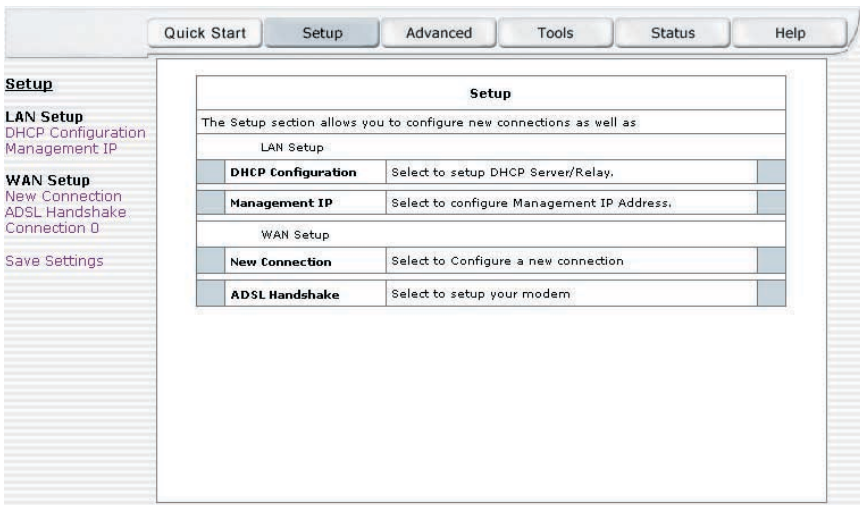 Quick Start Setup Advanced Tools Status Help
Setup
LAN Setup
DHCP Configuration
Management IP
WAN Setup
New Connection
ADSL Handshake
Connection 0
Save Settings
Setup
The Setup section allows you to configure new connections as well as
LAN Setup
DHCP Configuration Select to setup DHCP Server/Relay.
Management IP Select to configure Management IP Address.
WAN Setup
New Connection Select to Configure a new connection
ADSL Handshake Select to setup your modem